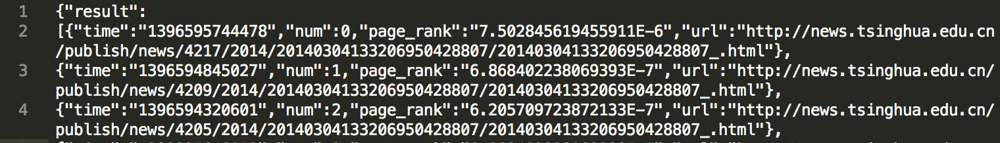 1 {"result":
2 [{"time":"1396595744478","num":0,"page_rank":"7.502845619455911E-6","url":"http://news.tsinghua.edu.cn
/publish/news/4217/2014/20140304133206950428807/20140304133206950428807_.html"},
3 {"time":"1396594845027","num":1,"page_rank":"6.868402238069393E-7","url":"http://news.tsinghua.edu.cn/
publish/news/4209/2014/20140304133206950428807/20140304133206950428807_.html"},
4 {"time":"1396594320601","num":2,"page_rank":"6.205709723872133E-7","url":"http://news.tsinghua.edu.cn/
publish/news/4205/2014/20140304133206950428807/20140304133206950428807_.html"},